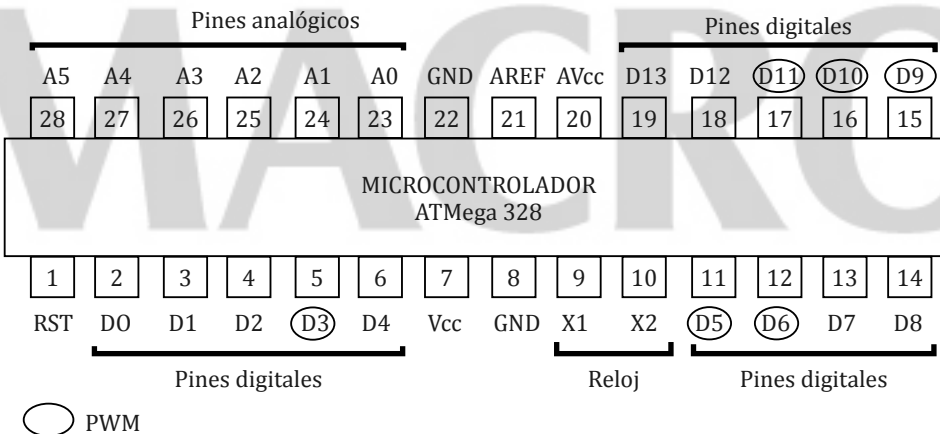 MACRO
Pines analógicos
Pines digitales
A5 A4 A3 A2 A1 A0 GND AREF AVcc D13 D12 D11 D10 D9
28 27 26 25 24 23 22 21 20 19 18 17 16 15
MICROCONTROLADOR
ATMega 328
1 2 3 4 5 6 7 8 9 10 11 12 13 14
RST D0 D1 D2 D3 D4 Vcc GND X1 X2 D5 D6 D7 D8
Pines digitales
Reloj
Pines digitales
PWM